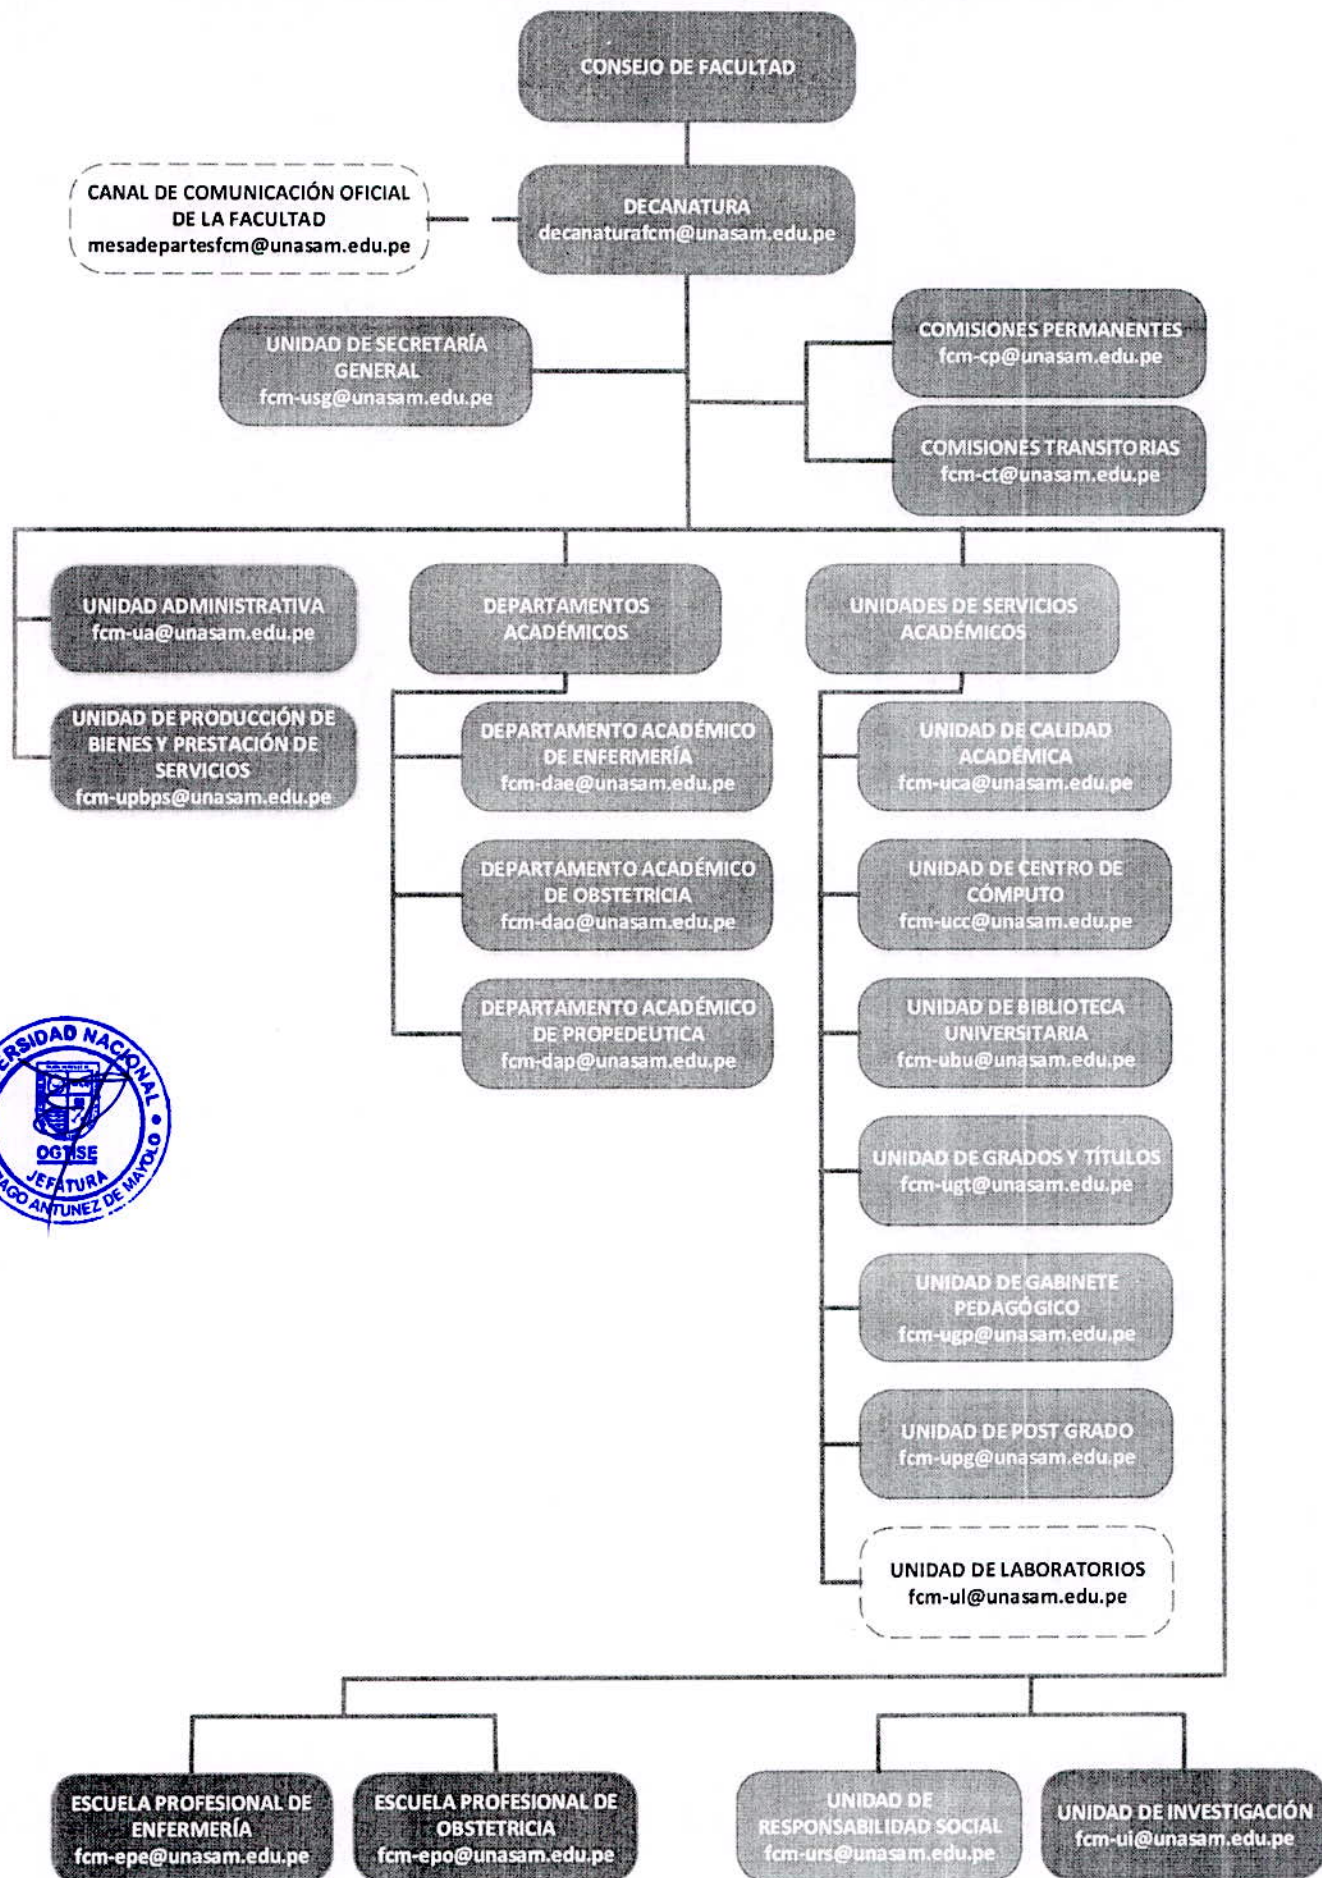 CONSEJO DE FACULTAD
CANAL DE COMUNICACIÓN OFICIAL
DE LA FACULTAD
mesadepartesfcm@unasam.edu.pe
DECANATURA
decanaturafcm@unasam.edu.pe
UNIDAD DE SECRETARÍA
GENERAL
fcm-usg@unasam.edu.pe
COMISIONES PERMANENTES
fcm-cp@unasam.edu.pe
COMISIONES TRANSITORIAS
fcm-ct@unasam.edu.pe
UNIDAD ADMINISTRATIVA
fcm-ua@unasam.edu.pe
UNIDAD DE PRODUCCIÓN DE
BIENES Y PRESTACIÓN DE
SERVICIOS
fcm-upbps@unasam.edu.pe
DEPARTAMENTOS
ACADÉMICOS
DEPARTAMENTO ACADÉMICO
DE ENFERMERÍA
fcm-dae@unasam.edu.pe
DEPARTAMENTO ACADÉMICO
DE OBSTETRICIA
fcm-dao@unasam.edu.pe
DEPARTAMENTO ACADÉMICO
DE PROPEDEUTICA
fcm-dap@unasam.edu.pe
UNIDADES DE SERVICIOS
ACADÉMICOS
UNIDAD DE CALIDAD
ACADÉMICA
fcm-uca@unasam.edu.pe
UNIDAD DE CENTRO DE
CÓMPUTO
fcm-ucc@unasam.edu.pe
UNIDAD DE BIBLIOTECA
UNIVERSITARIA
fcm-ubu@unasam.edu.pe
UNIDAD DE GRADOS Y TÍTULOS
fcm-ugt@unasam.edu.pe
UNIDAD DE GABINETE
PEDAGÓGICO
fcm-ugp@unasam.edu.pe
UNIDAD DE POST GRADO
fcm-upg@unasam.edu.pe
UNIDAD DE LABORATORIOS
fcm-ul@unasam.edu.pe
ERSIDAD NACIONAL
OGTISE
JEFATURA
AGO ANTUNEZ DE MAYOLO
ESCUELA PROFESIONAL DE
ENFERMERÍA
fcm-epe@unasam.edu.pe
ESCUELA PROFESIONAL DE
OBSTETRICIA
fcm-epo@unasam.edu.pe
UNIDAD DE
RESPONSABILIDAD SOCIAL
fcm-urs@unasam.edu.pe
UNIDAD DE INVESTIGACIÓN
fcm-ui@unasam.edu.pe